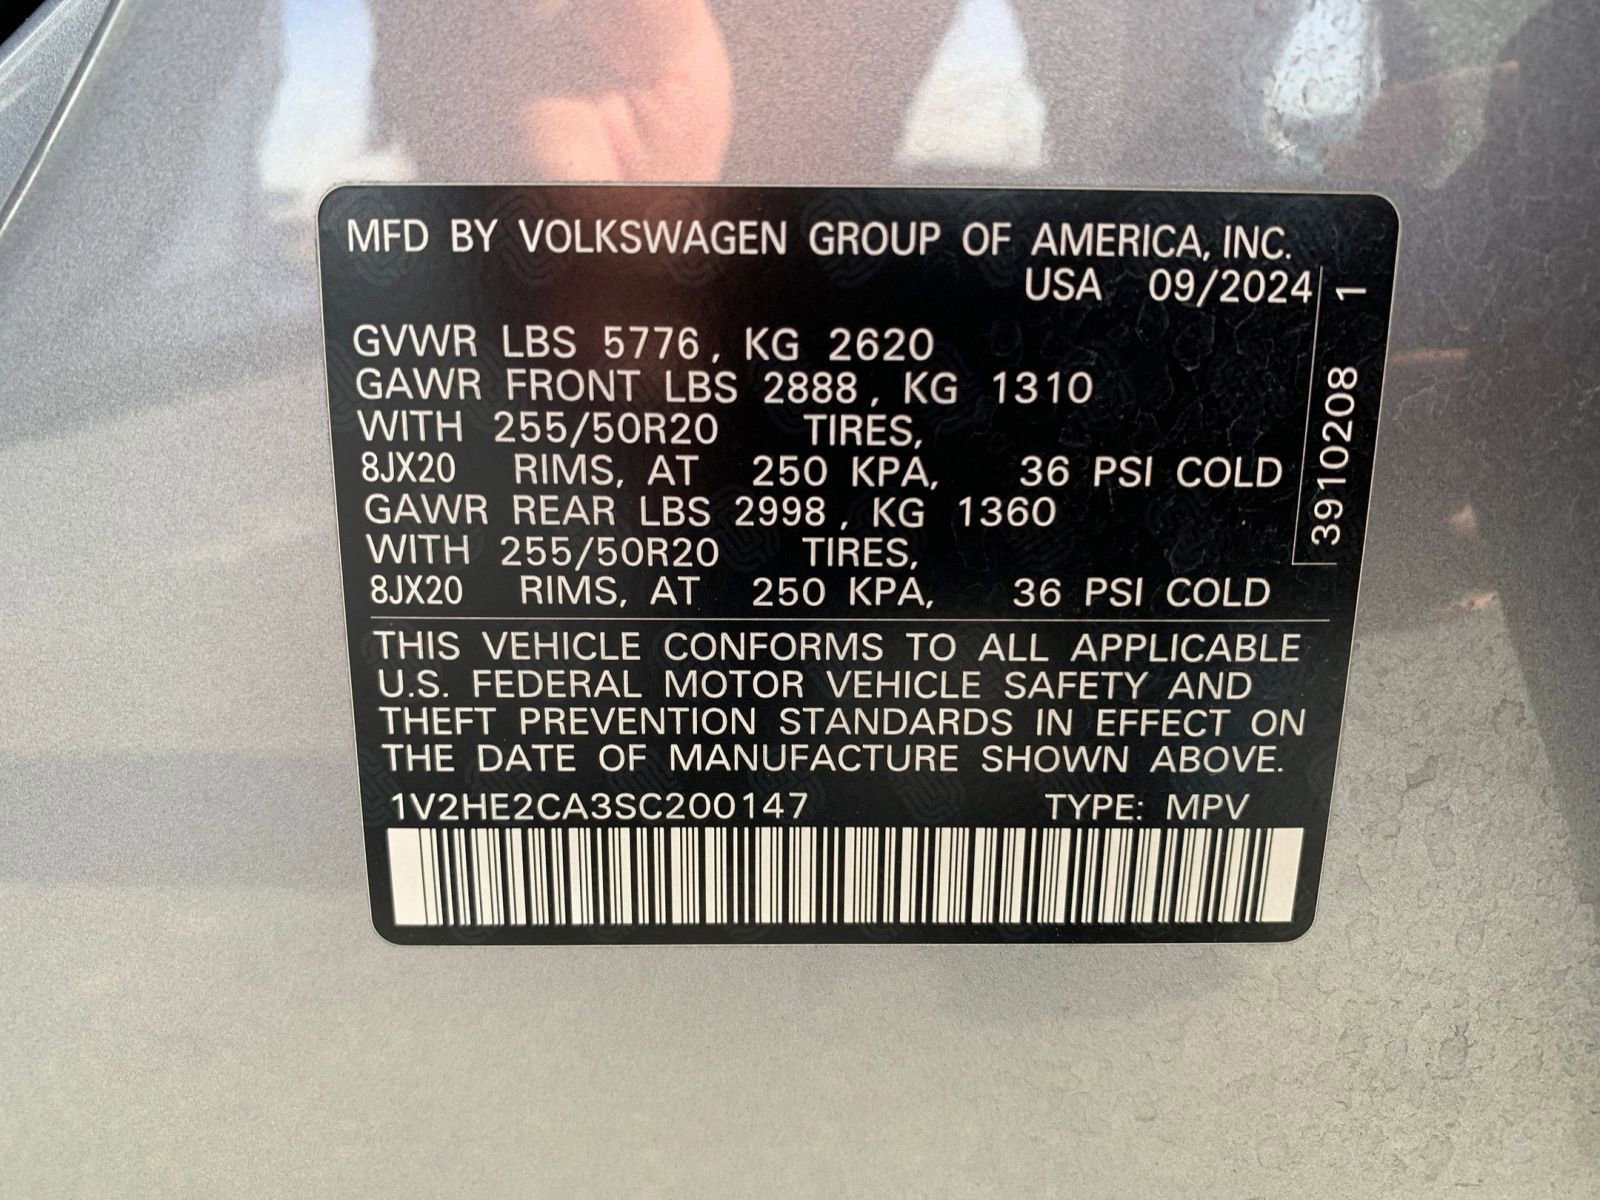 MFD BY VOLKSWAGEN GROUP OF AMERICA, INC.
USA 09/2024
GVWR LBS 5776, KG 2620
GAWR FRONT LBS 2888, KG 1310
WITH 255/50R20 TIRES,
8JX20 RIMS, AT 250 KPA, 36 PSI COLD
GAWR REAR LBS 2998, KG 1360
WITH 255/50R20 TIRES,
8JX20 RIMS, AT 250 KPA, 36 PSI COLD
THIS VEHICLE CONFORMS TO ALL APPLICABLE
U.S. FEDERAL MOTOR VEHICLE SAFETY AND
THEFT PREVENTION STANDARDS IN EFFECT ON
THE DATE OF MANUFACTURE SHOWN ABOVE.
1V2HE2CA3SC200147 TYPE: MPV
3910208 1